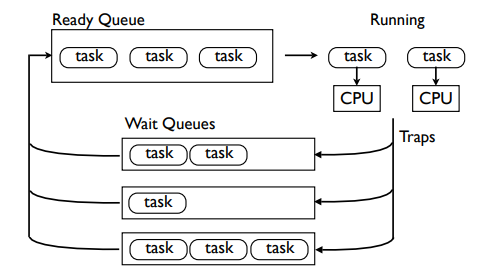 Ready Queue
Running
task task task
task task
CPU CPU
Wait Queues
Traps
task task
task
task task task